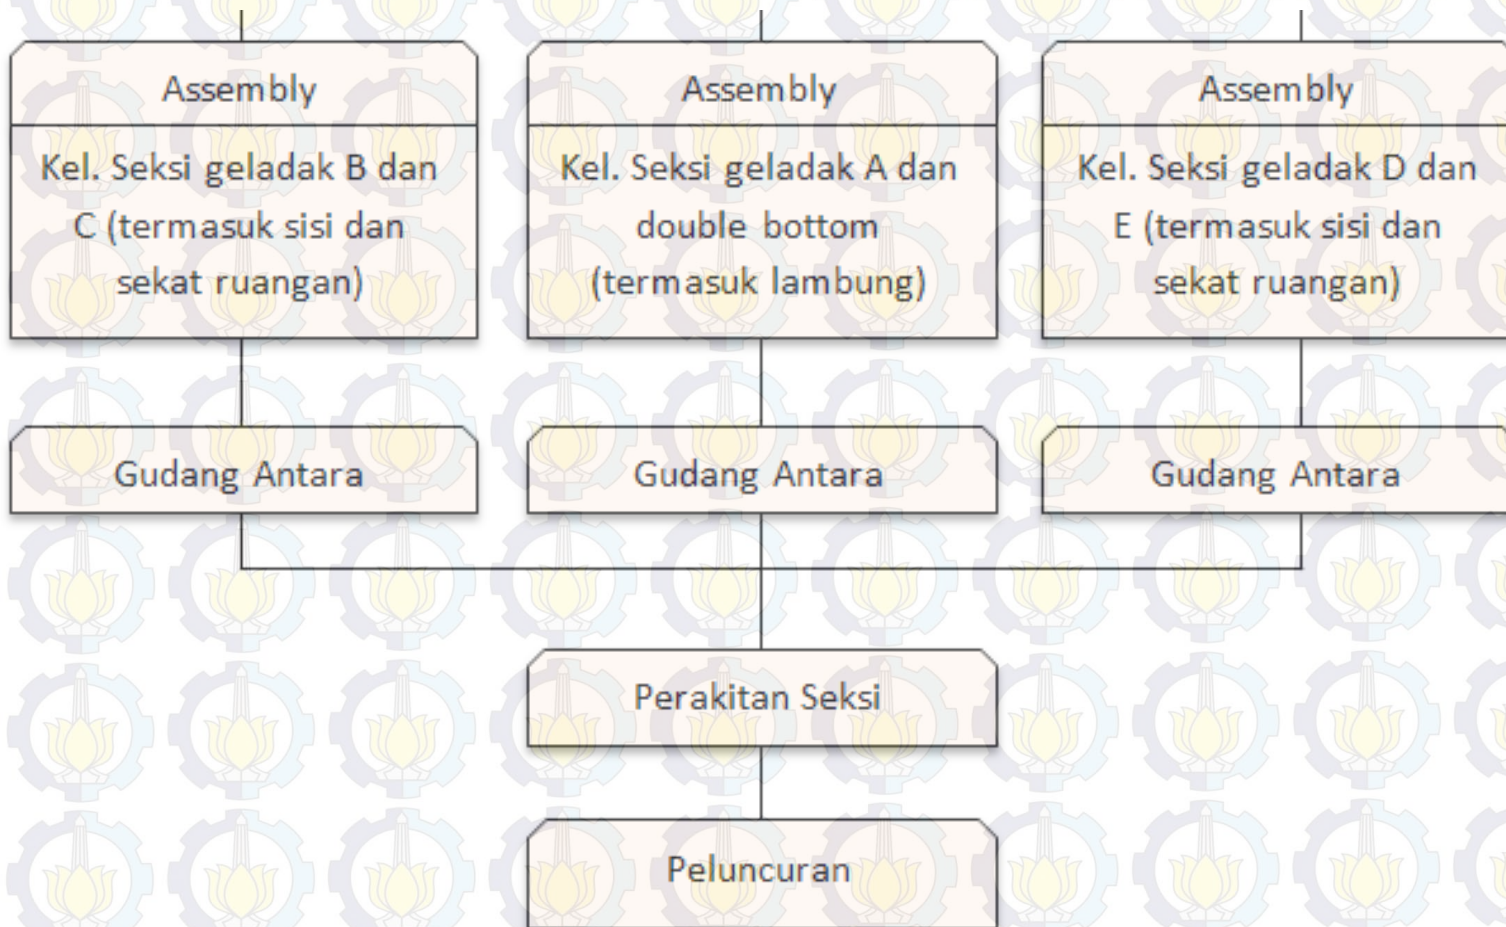 Assembly
Kel. Seksi geladak B dan
C (termasuk sisi dan
sekat ruangan)
Assembly
Kel. Seksi geladak A dan
double bottom
(termasuk lambung)
Assembly
Kel. Seksi geladak D dan
E (termasuk sisi dan
sekat ruangan)
Gudang Antara
Gudang Antara
Gudang Antara
Perakitan Seksi
Peluncuran